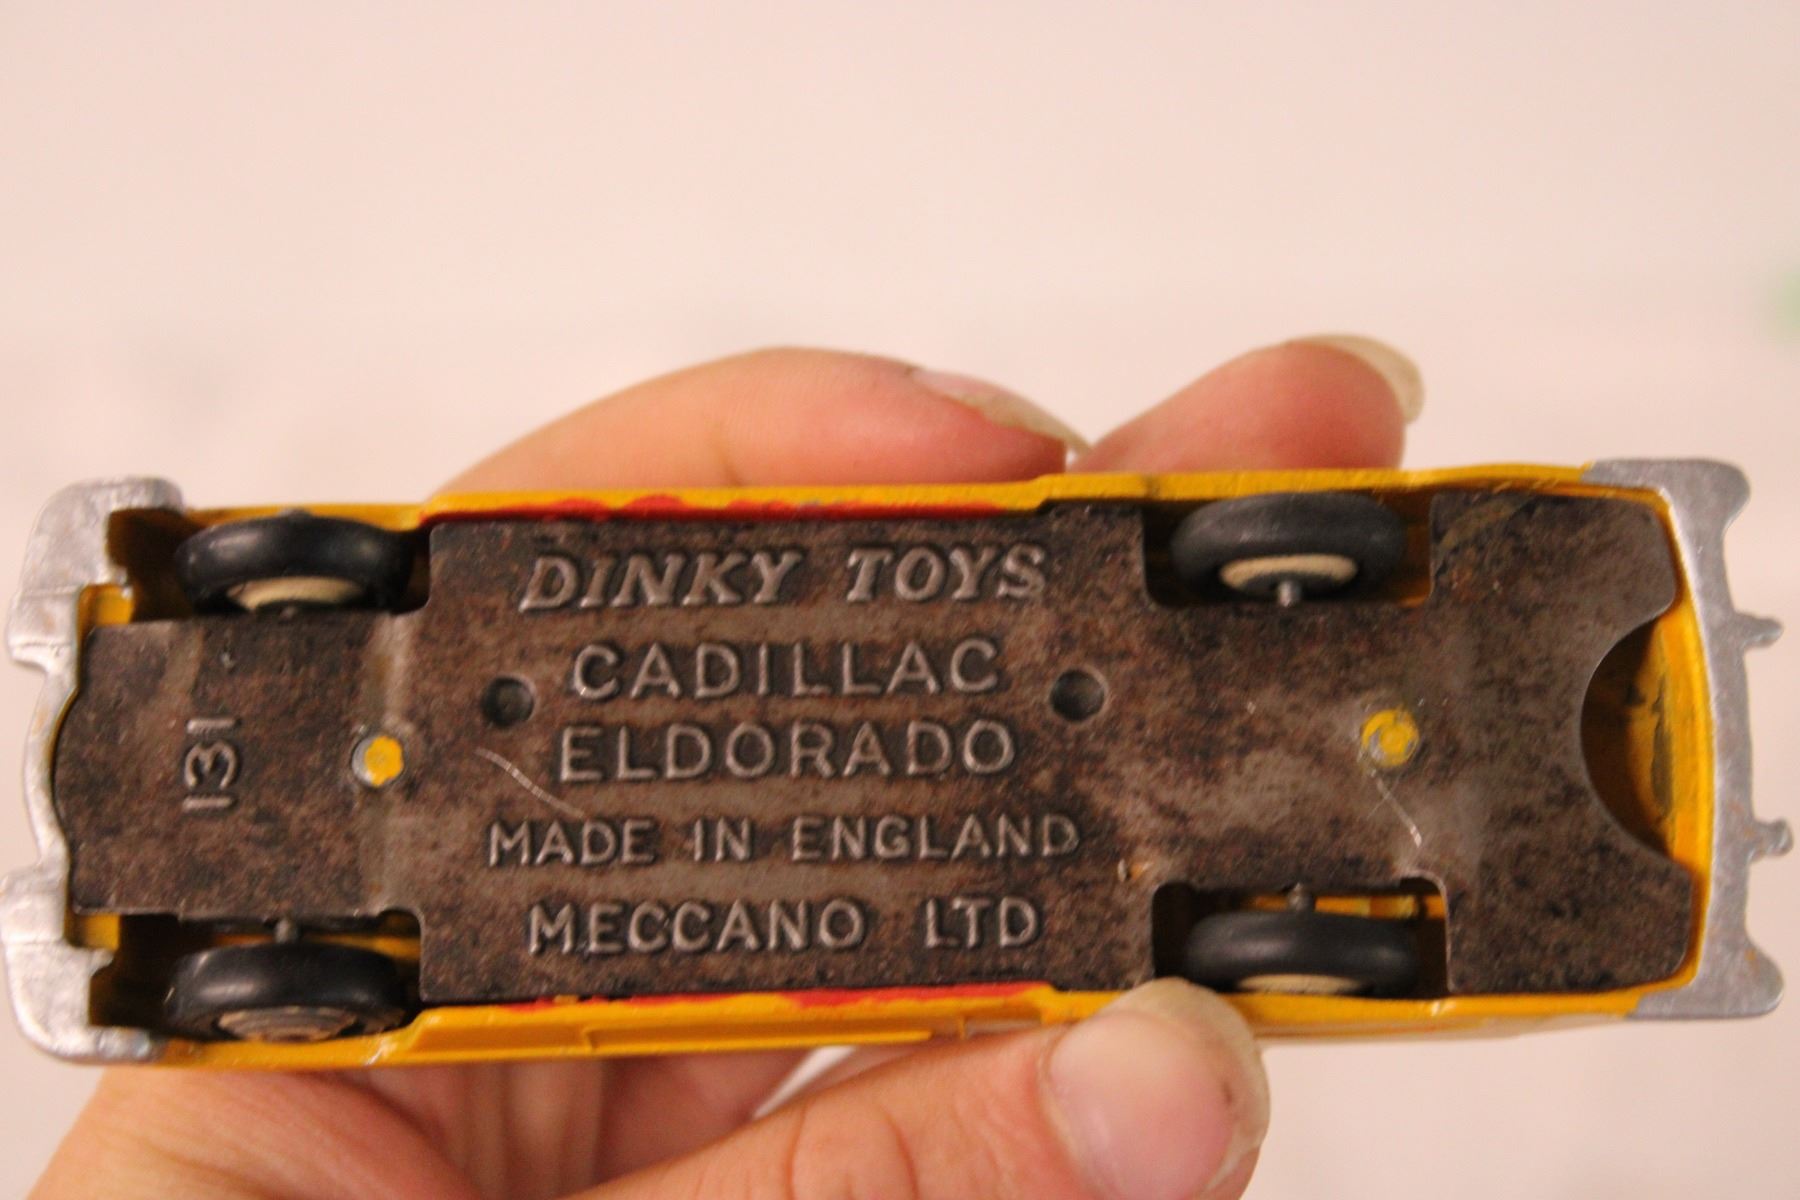 DINKY TOYS
CADILLAC
ELDORADO
MADE IN ENGLAND
MECCANO LTD
131